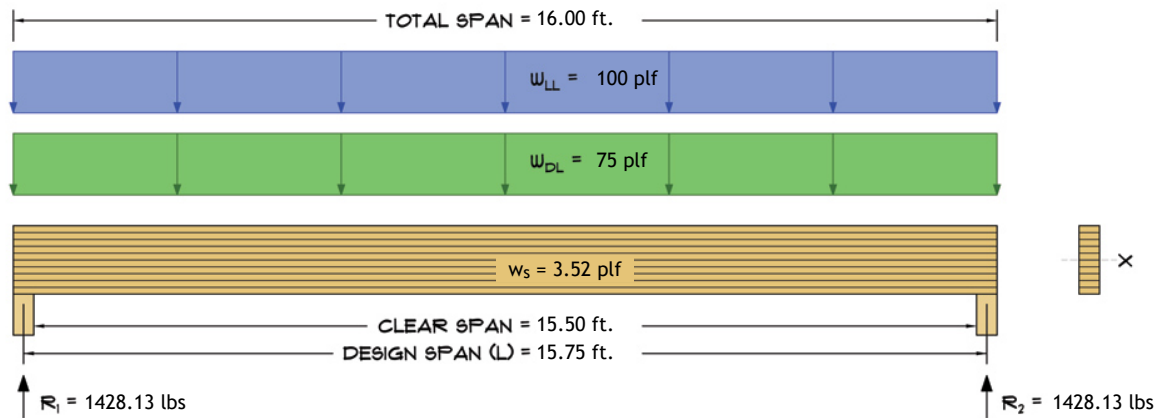 TOTAL SPAN = 16.00 ft.
WLL = 100 plf
WDL = 75 plf
ws = 3.52 plf
X
CLEAR SPAN = 15.50 ft.
DESIGN SPAN (L) = 15.75 ft.
R1 = 1428.13 lbs
R2 = 1428.13 lbs